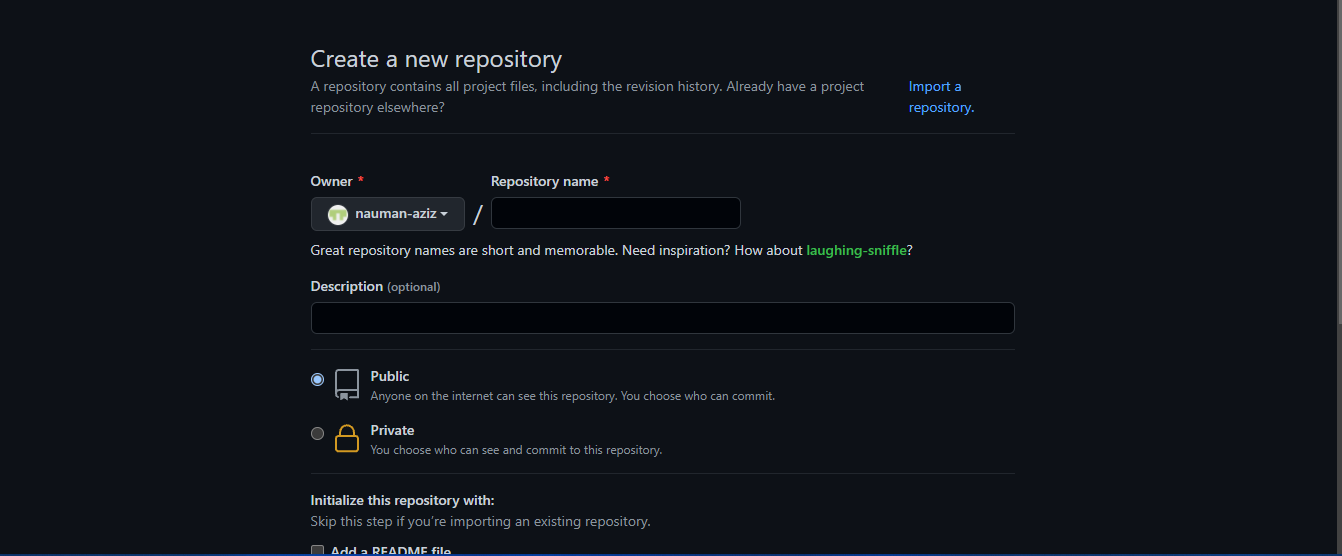 Create a new repository
A repository contains all project files, including the revision history. Already have a project
repository elsewhere?
Import a
repository.
Owner *
Repository name *
nauman-aziz
/
Great repository names are short and memorable. Need inspiration? How about laughing-sniffle?
Description (optional)
Public
Anyone on the internet can see this repository. You choose who can commit.
Private
You choose who can see and commit to this repository.
Initialize this repository with:
Skip this step if you’re importing an existing repository.
Add a README file